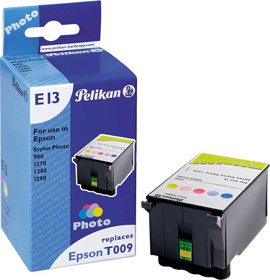 Photo
www.pelikan-hardcopy.com
E13
Pelikan
For use in
Epson
Stylus Photo
900
1270
1280
1290
Photo
replaces
Epson T009